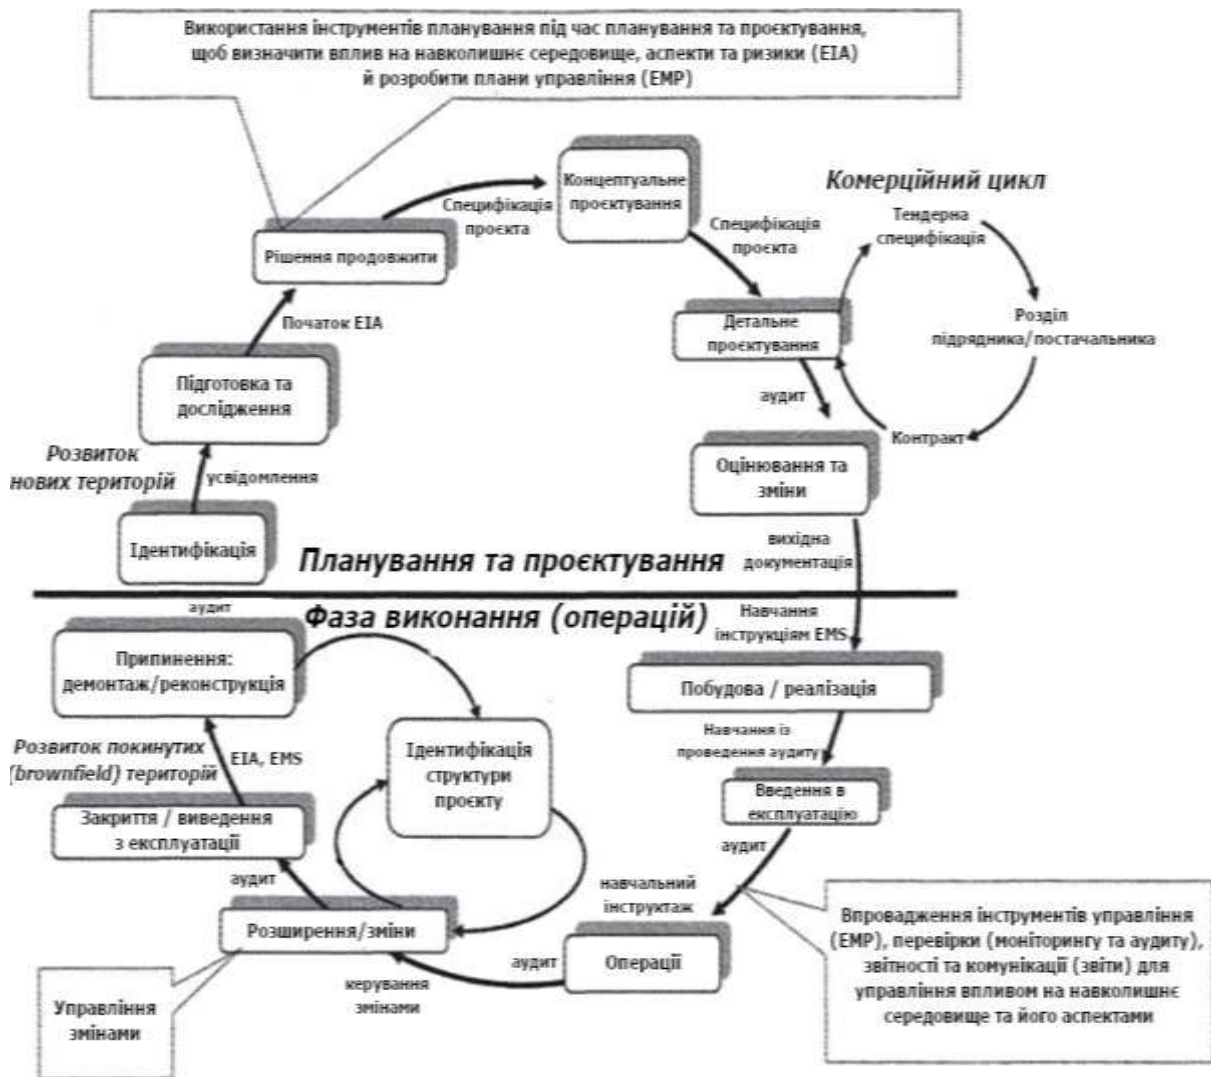 Використання інструментів планування під час планування та проєктування,
щоб визначити вплив на навколишнє середовище, аспекти та ризики (EIA)
й розробити плани управління (EMP)
Концептуальне
проєктування
Комерційний цикл
Специфікація
проєкта
Тендерна
специфікація
Специфікація
проєкта
Рішення продовжити
Початок EIA
Детальне
проєктування
Розділ
підрядника/постачальника
аудит
Підготовка та
дослідження
Контракт
Розвиток
нових територій
усвідомлення
Оцінювання та
зміни
Ідентифікація
Планування та проєктування
вихідна
документація
аудит
Фаза виконання (операцій)
Навчання
інструкціям EMS
Припинення:
демонтаж/реконструкція
Побудова / реалізація
Розвиток покинутих
(brownfield) територій
EIA, EMS
Ідентифікація
структури
проєкту
Навчання із
проведення аудиту
Введення в
експлуатацію
Закриття / виведення
з експлуатації
аудит
аудит
навчальний
інструктаж
Розширення/зміни
аудит
Операції
керування
змінами
Управління
змінами
Впровадження інструментів управління
(EMP), перевірки (моніторингу та аудиту),
звітності та комунікації (звіти) для
управління впливом на навколишнє
середовище та його аспектами